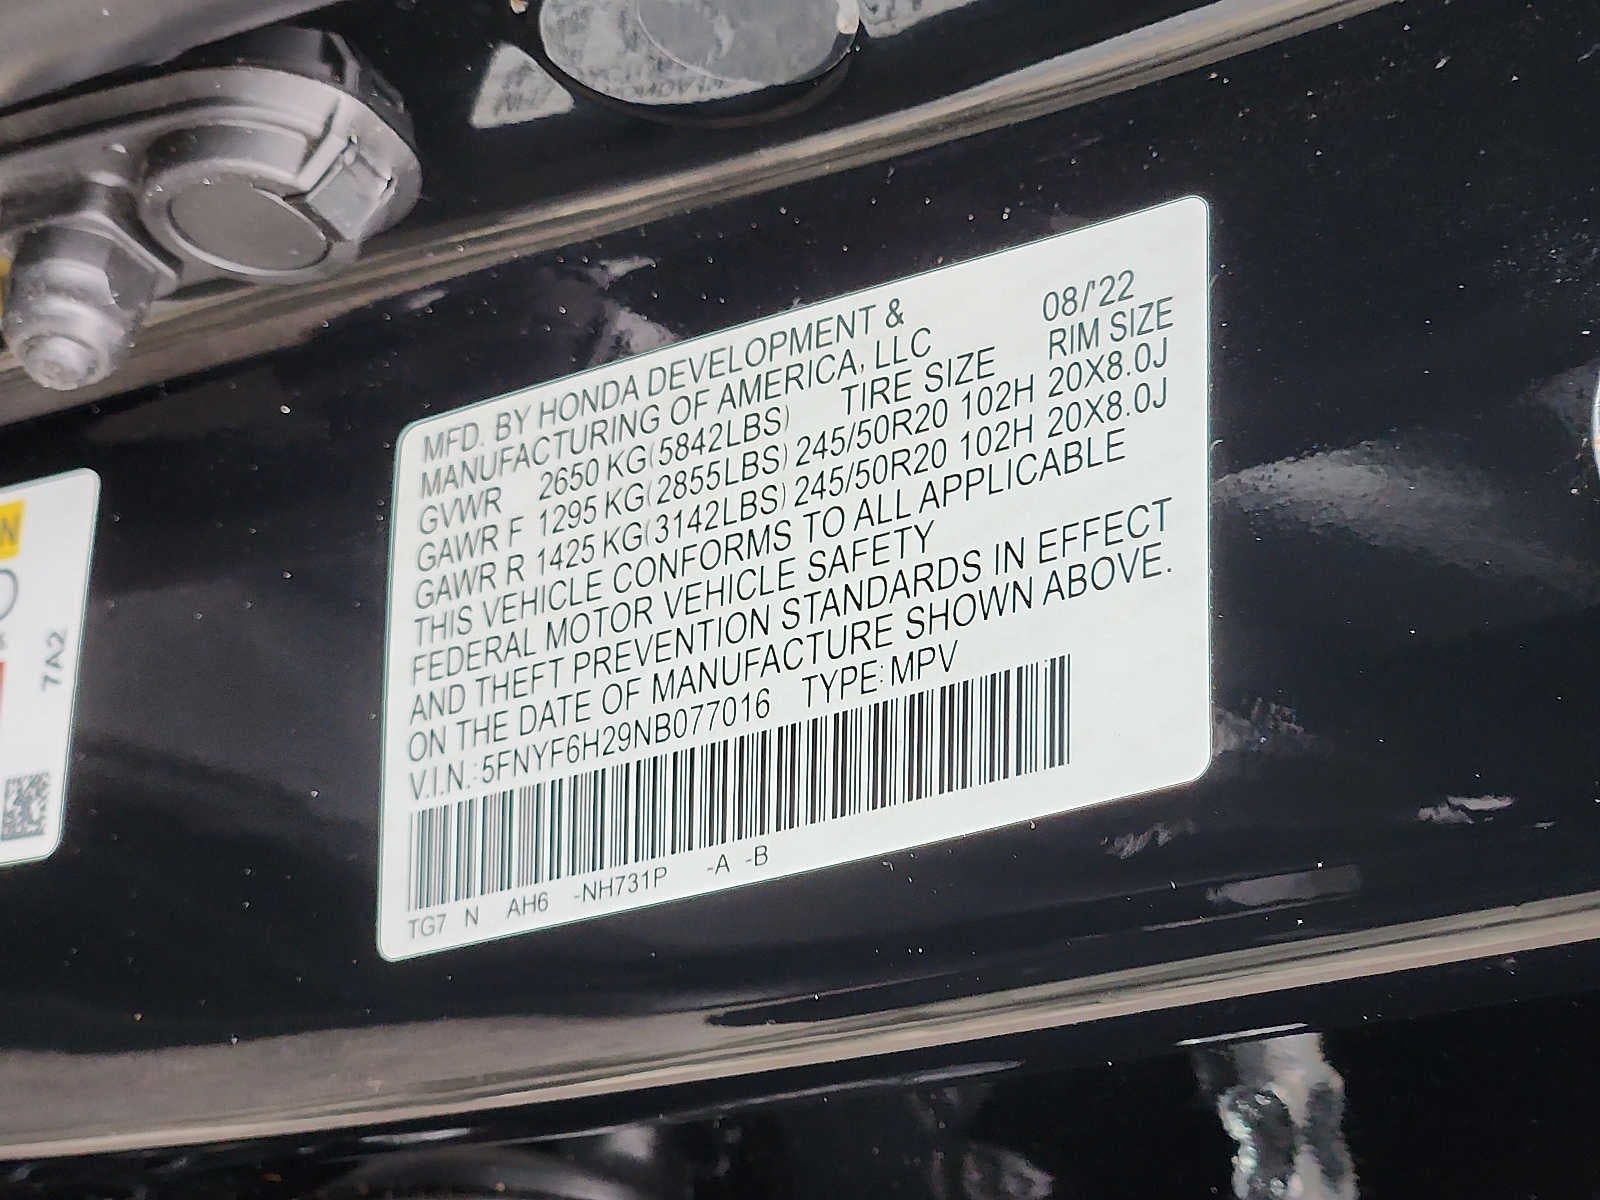 MFD. BY HONDA DEVELOPMENT & 08/'22
MANUFACTURING OF AMERICA, LLC RIM SIZE
GVWR 2650 KG(5842LBS) TIRE SIZE
GAWR F 1295 KG(2855LBS) 245/50R20 102H 20X8.0J
GAWR R 1425 KG(3142LBS) 245/50R20 102H 20X8.0J
THIS VEHICLE CONFORMS TO ALL APPLICABLE
FEDERAL MOTOR VEHICLE SAFETY
AND THEFT PREVENTION STANDARDS IN EFFECT
ON THE DATE OF MANUFACTURE SHOWN ABOVE.
V.I.N.:5FNYF6H29NB077016 TYPE:MPV
TG7 N AH6 -NH731P -A -B
7A2